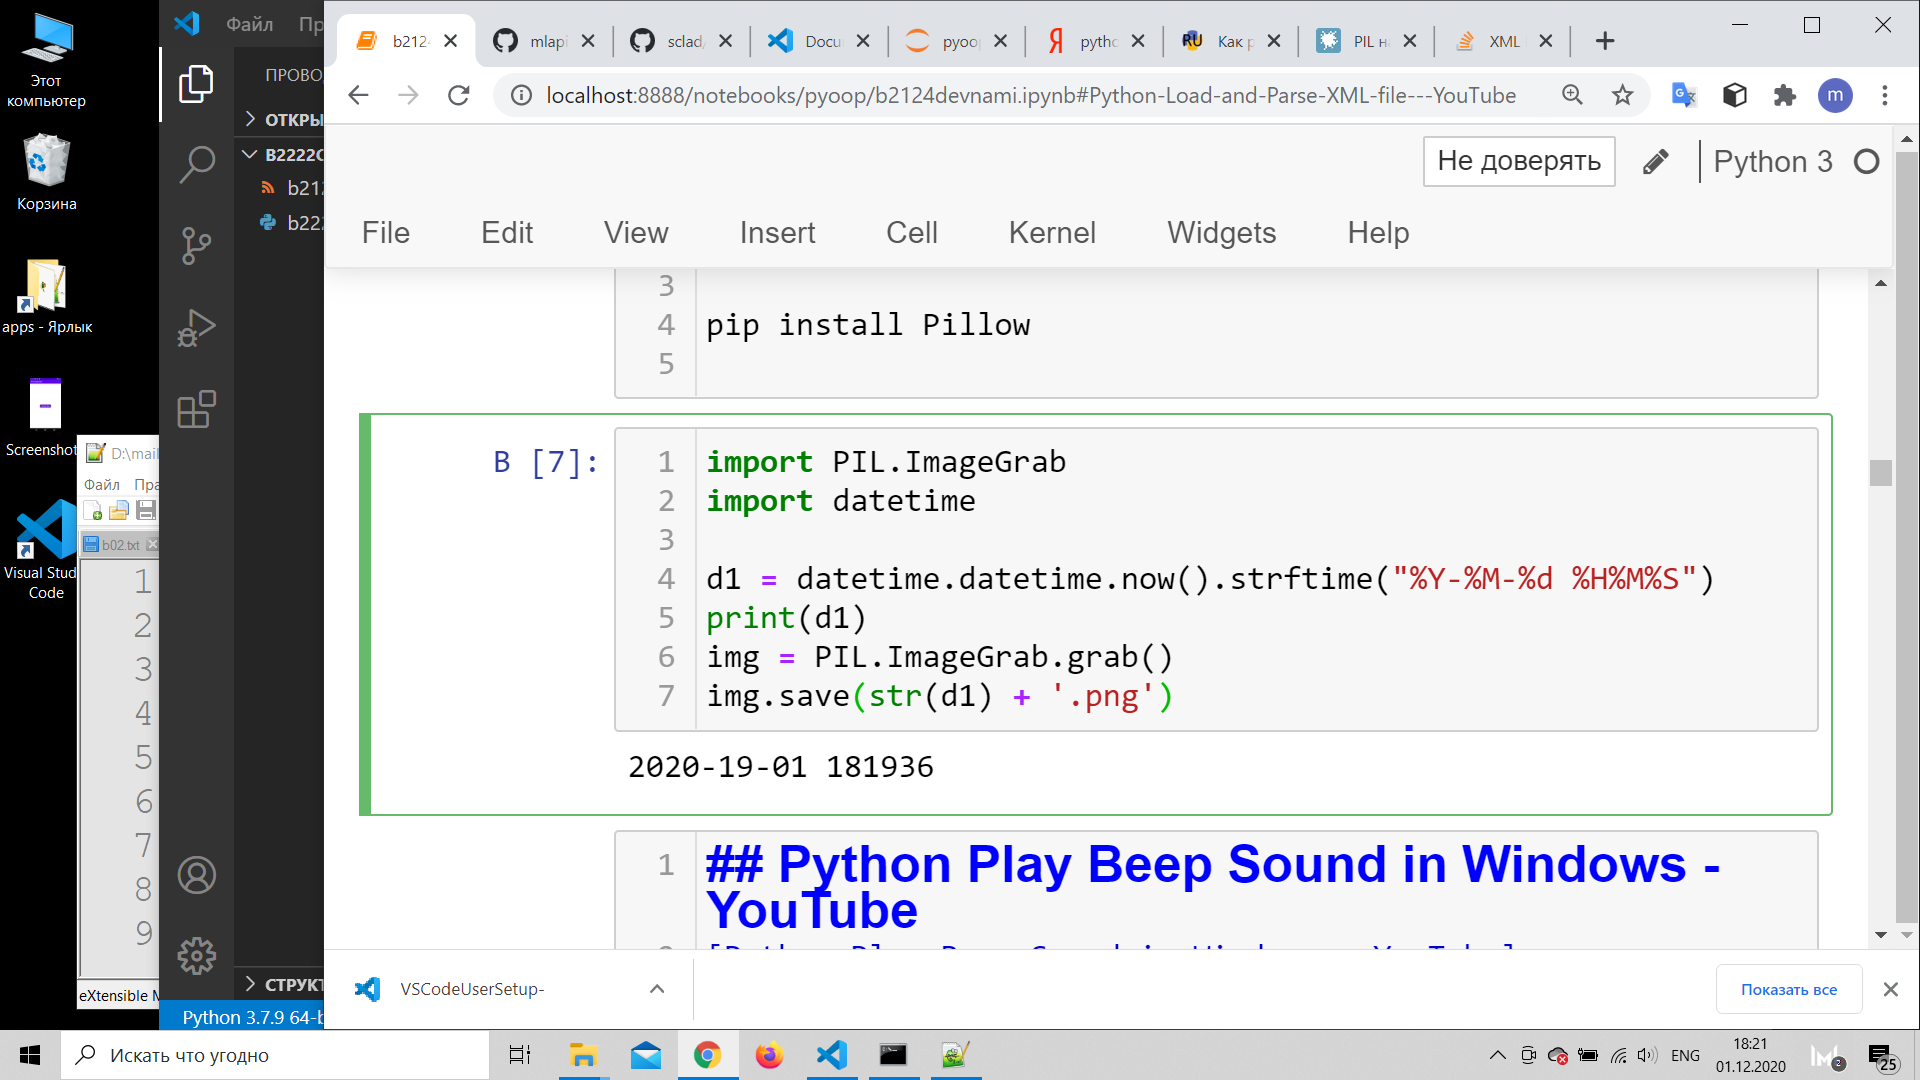 Этот
компьютер
Корзина
apps - Ярлык
Screenshot
Visual Stud
Code
D:\mail
Файл Пра
b02.txt
1
2
3
4
5
6
7
8
9
eXtensible M
Файл Пр
ПРОВО
ОТКРЫ
B2222C
b212
b222
СТРУКТ
Python 3.7.9 64-b
b2124
mlapi
sclad/
Docu
pyoop
pytho
Как р
PIL н
XML
localhost:8888/notebooks/pyoop/b2124devnami.ipynb#Python-Load-and-Parse-XML-file---YouTube
m
Не доверять
Python 3
File Edit View Insert Cell Kernel Widgets Help
3
4 pip install Pillow
5
В [7]:
1 import PIL.ImageGrab
2 import datetime
3
4 d1 = datetime.datetime.now().strftime("%Y-%M-%d %H%M%S")
5 print(d1)
6 img = PIL.ImageGrab.grab()
7 img.save(str(d1) + '.png')
2020-19-01 181936
1 ## Python Play Beep Sound in Windows -
YouTube
VSCodeUserSetup-
Показать все
Искать что угодно
ENG
18:21
01.12.2020
2
25